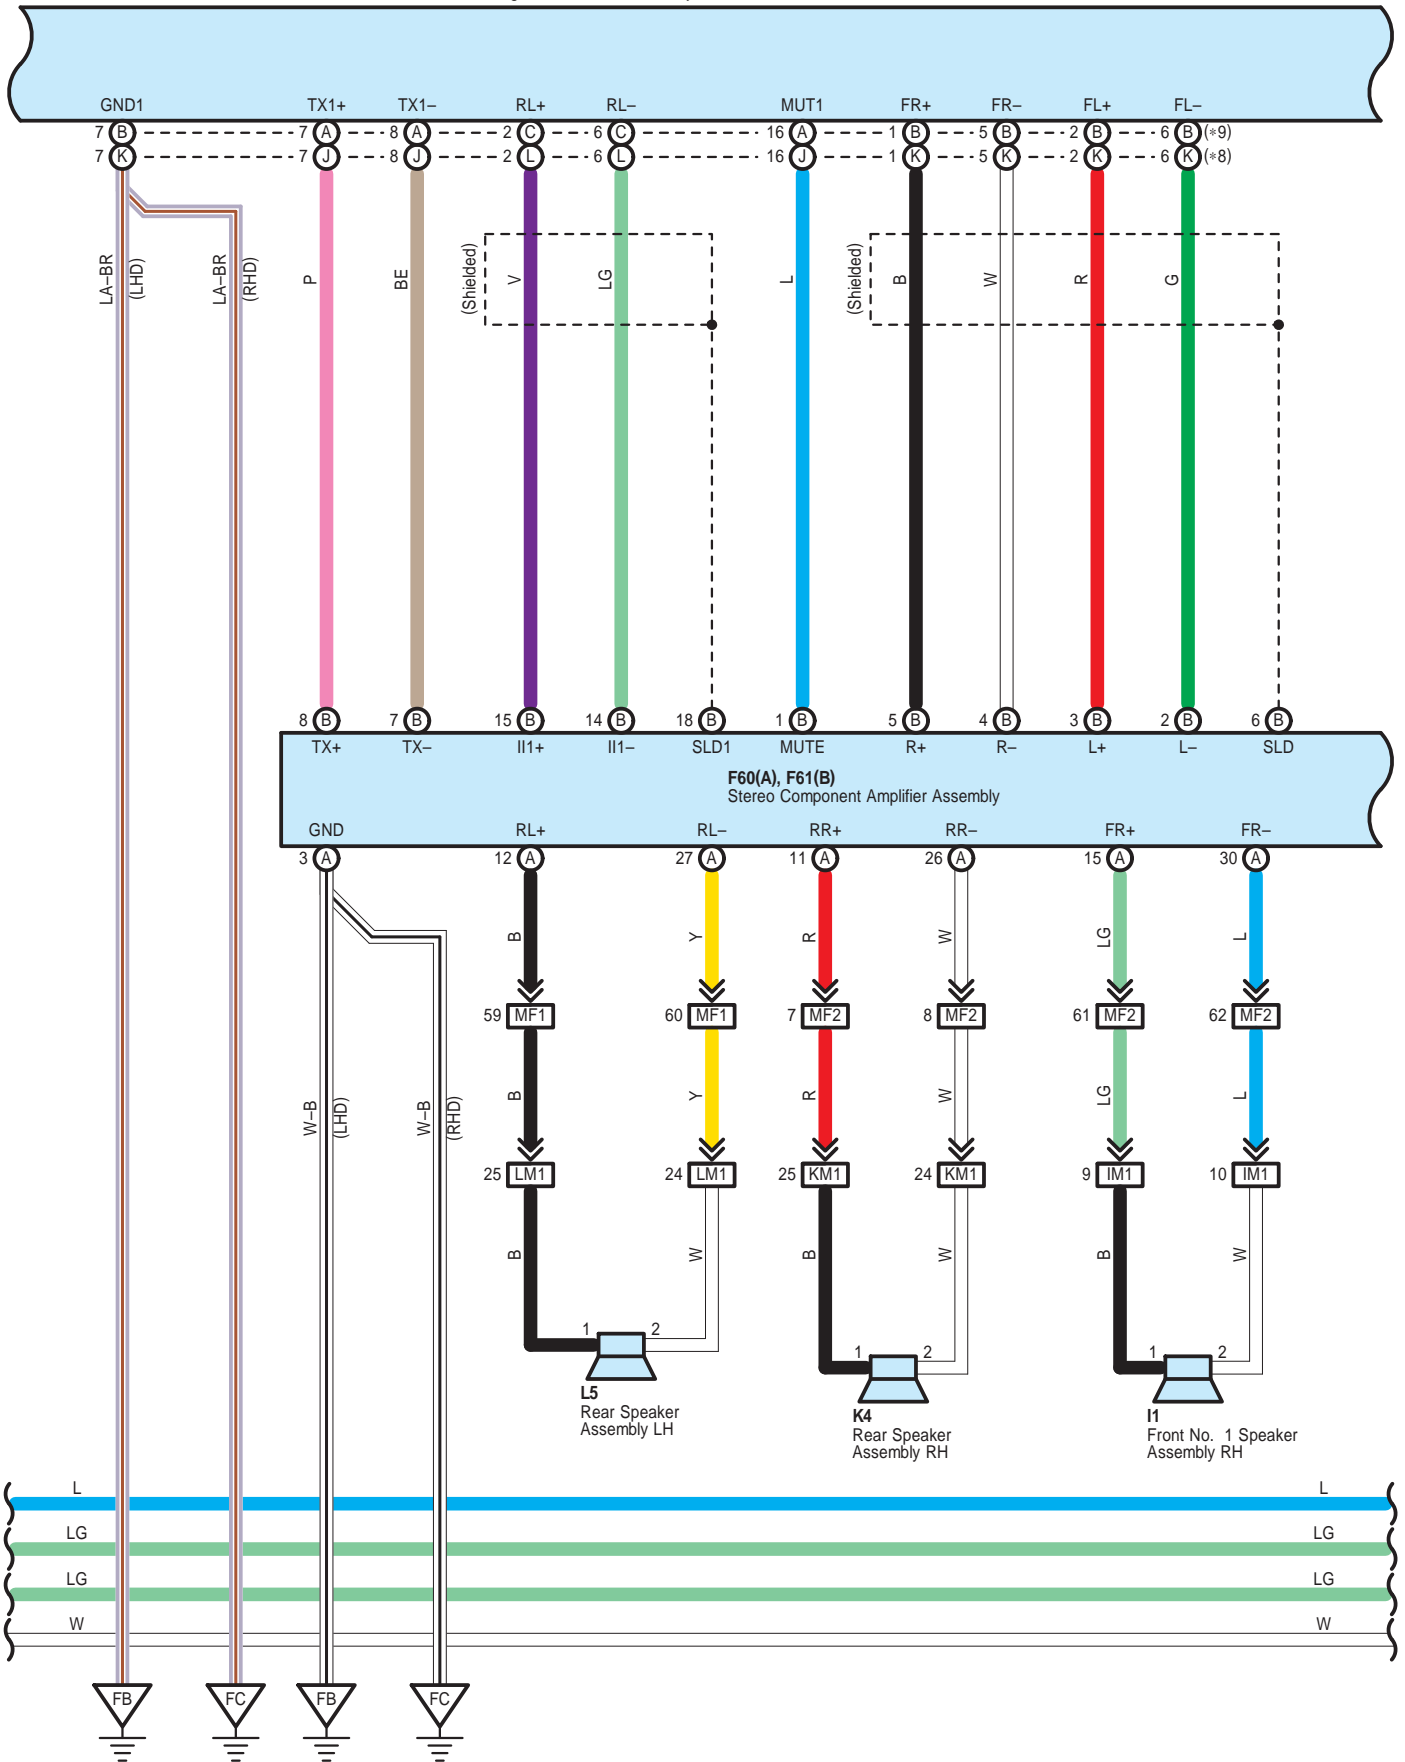 GND1 TX1+ TX1– RL+ RL– MUT1 FR+ FR– FL+ FL–
7 B 7 A 8 A 2 C 6 C 16 A 1 B 5 B 2 B 6 B (*9)
7 K 7 J 8 J 2 L 6 L 16 J 1 K 5 K 2 K 6 K (*8)
LA–BR
(LHD)
LA–BR
(RHD)
P
BE
(Shielded)
V
LG
L
(Shielded)
B
W
R
G
8 B 7 B 15 B 14 B 18 B 1 B 5 B 4 B 3 B 2 B 6 B
TX+ TX– II1+ II1– SLD1 MUTE R+ R– L+ L– SLD
F60(A), F61(B)
Stereo Component Amplifier Assembly
GND RL+ RL– RR+ RR– FR+ FR–
3 A 12 A 27 A 11 A 26 A 15 A 30 A
B Y R W LG L
59 MF1 60 MF1 7 MF2 8 MF2 61 MF2 62 MF2
W–B
(LHD)
W–B
(RHD)
B Y R W LG L
25 LM1 24 LM1 25 KM1 24 KM1 9 IM1 10 IM1
B W B W B W
1 2
1 2
1 2
L5
Rear Speaker
Assembly LH
K4
Rear Speaker
Assembly RH
I1
Front No. 1 Speaker
Assembly RH
L L
LG LG
LG LG
W W
FB FC FB FC